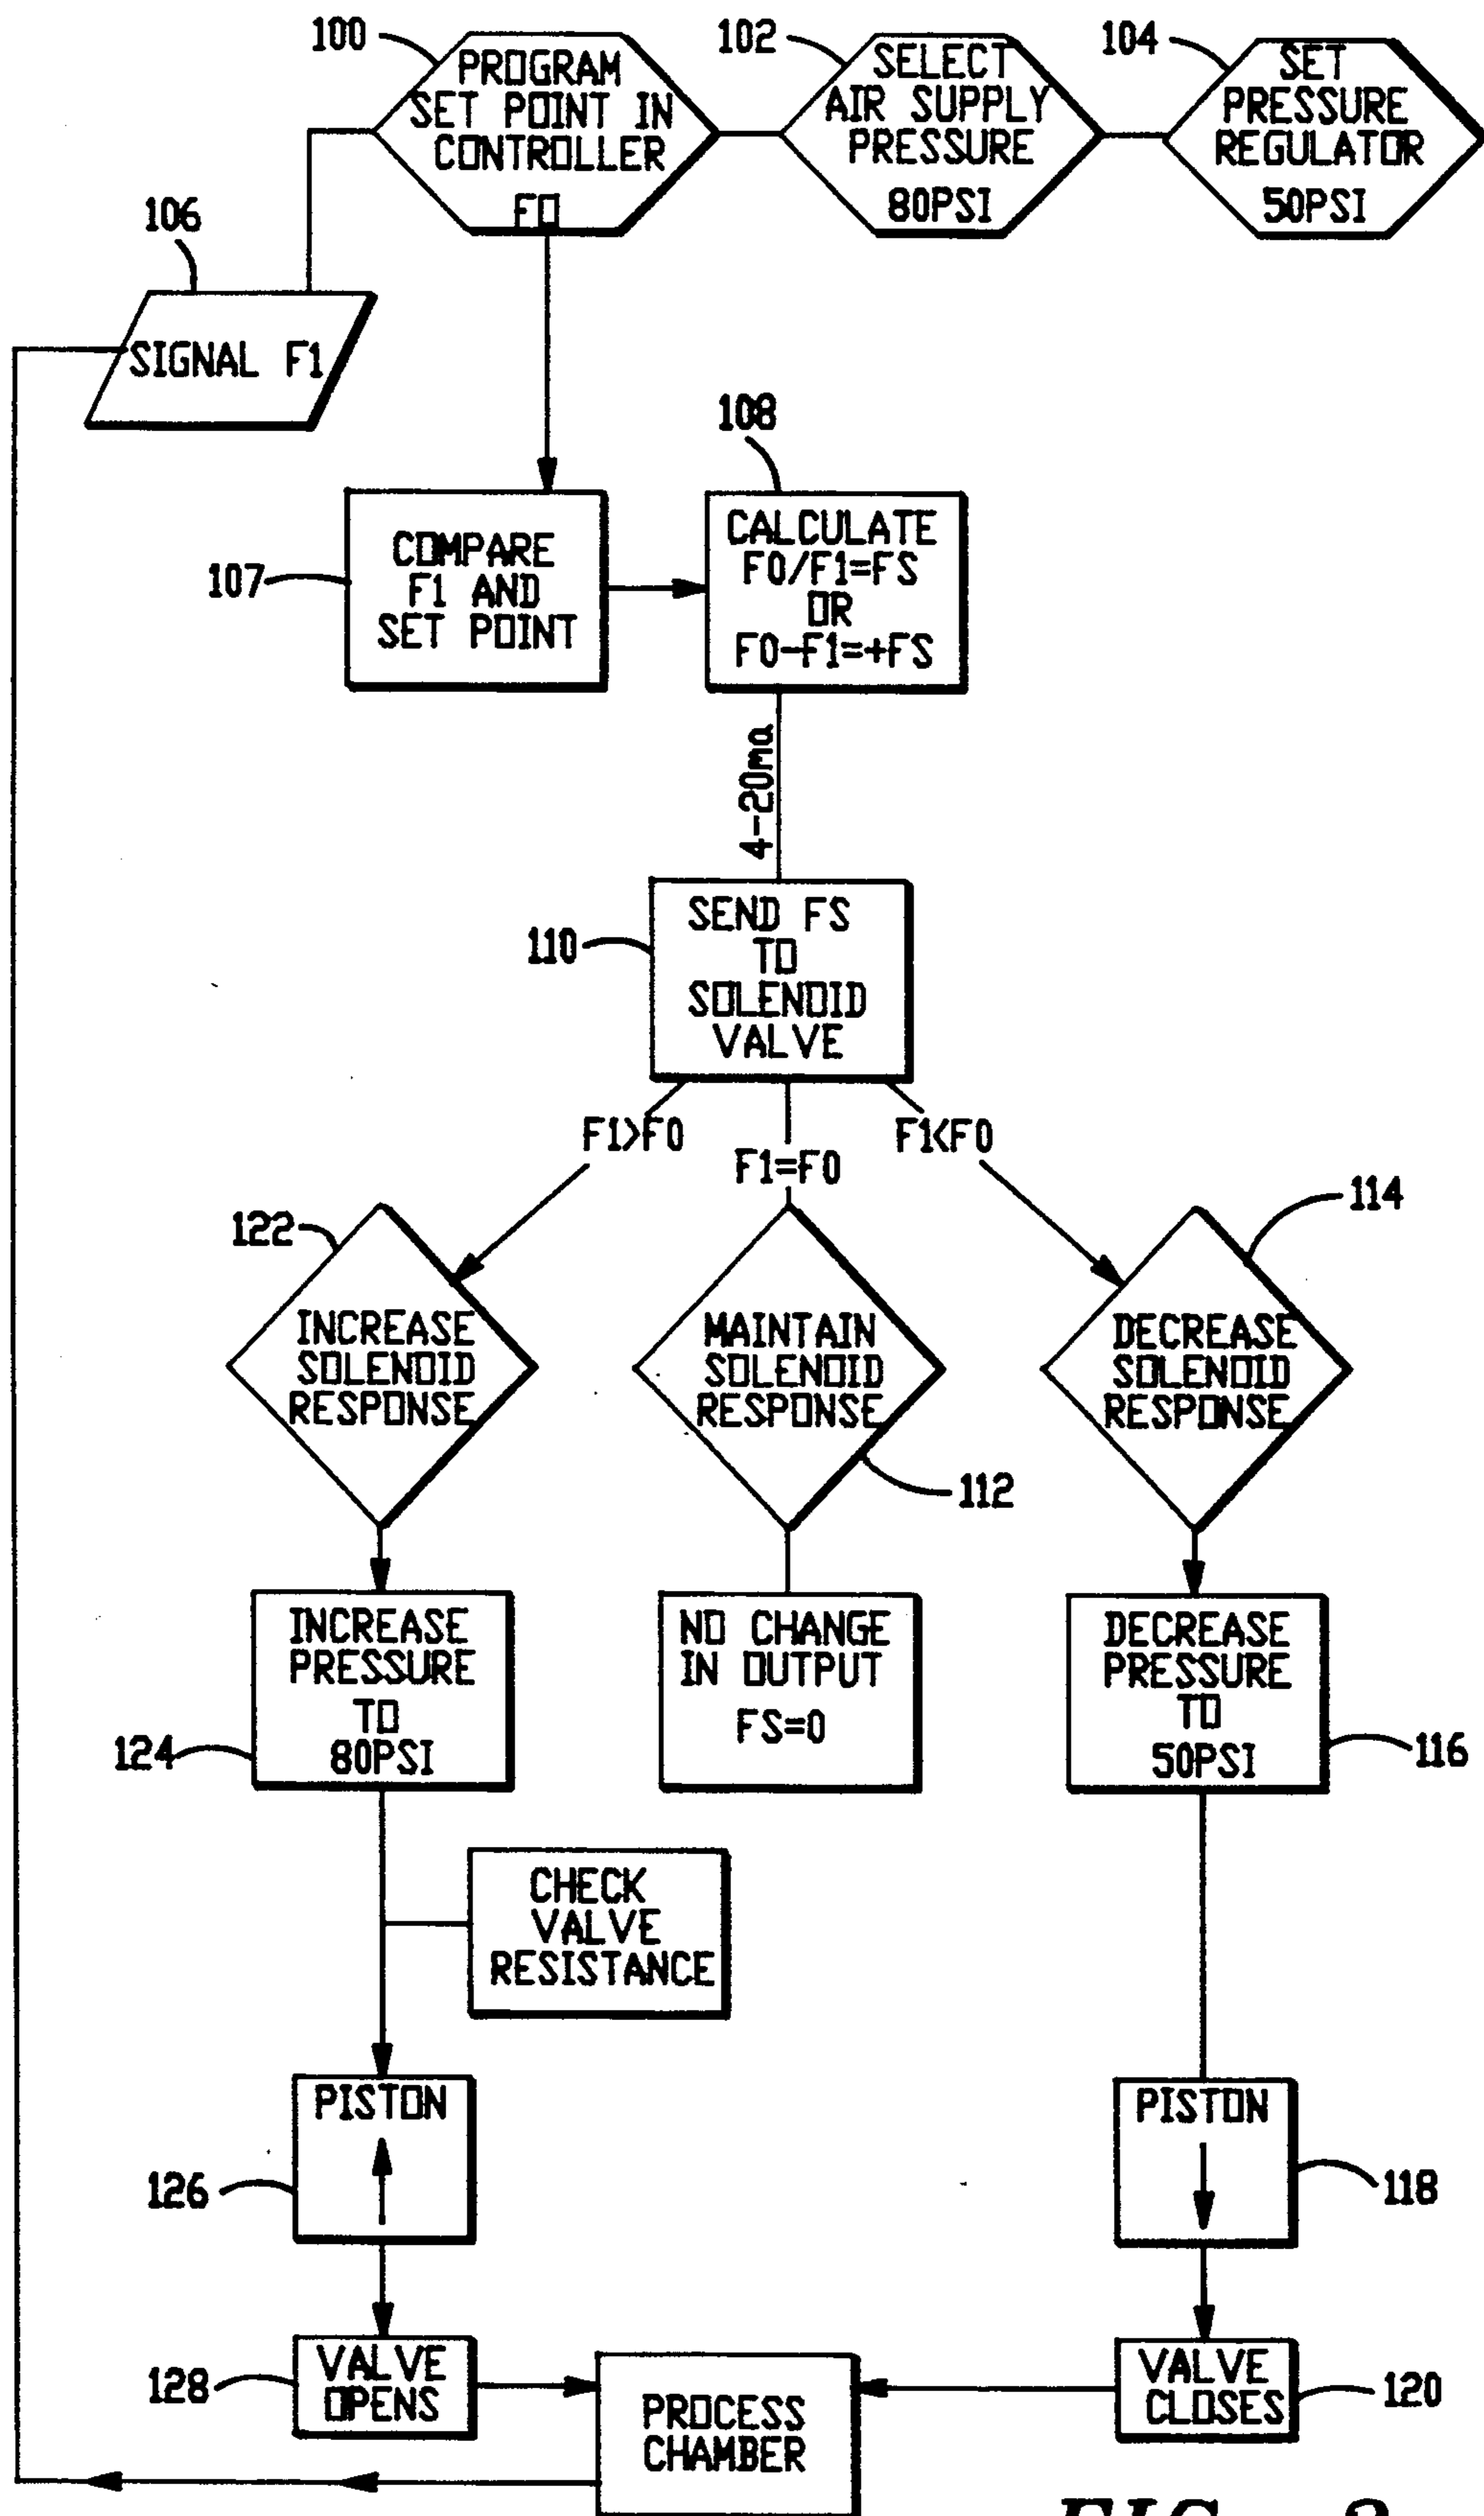 100
PROGRAM
SET POINT IN
CONTROLLER
F0
102
SELECT
AIR SUPPLY
PRESSURE
80PSI
104
SET
PRESSURE
REGULATOR
50PSI
106
SIGNAL F1
107
COMPARE
F1 AND
SET POINT
108
CALCULATE
F0/F1=FS
OR
F0-F1=+FS
4-20ma
110
SEND FS
TO
SOLENOID
VALVE
F1>F0
F1=F0
F1<F0
122
INCREASE
SOLENOID
RESPONSE
MAINTAIN
SOLENOID
RESPONSE
112
114
DECREASE
SOLENOID
RESPONSE
124
INCREASE
PRESSURE
TO
80PSI
NO CHANGE
IN OUTPUT
FS=0
DECREASE
PRESSURE
TO
50PSI
116
CHECK
VALVE
RESISTANCE
126
PISTON
PISTON
118
128
VALVE
OPENS
PROCESS
CHAMBER
VALVE
CLOSES
120